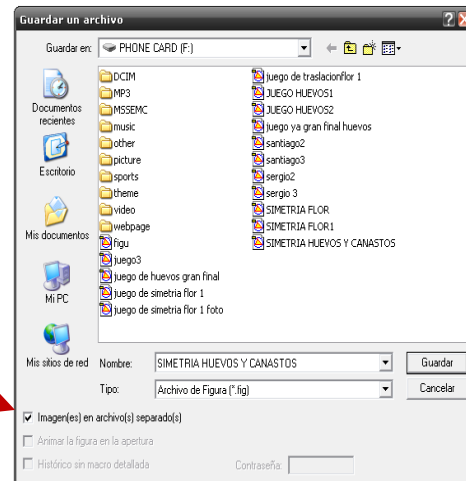 Guardar un archivo
Guardar en: PHONE CARD (F:)
Documentos recientes
Escritorio
Mis documentos
Mi PC
Mis sitios de red
DCIM
MP3
MSSEMC
music
other
picture
sports
theme
video
webpage
figu
juego3
juego de huevos gran final
juego de simetria flor 1
juego de simetria flor 1 foto
juego de traslacionflor 1
JUEGO HUEVOS1
JUEGO HUEVOS2
juego ya gran final huevos
santiago2
santiago3
sergio2
sergio 3
SIMETRIA FLOR
SIMETRIA FLOR1
SIMETRIA HUEVOS Y CANASTOS
Nombre: SIMETRIA HUEVOS Y CANASTOS Guardar
Tipo: Archivo de Figura (*.fig) Cancelar
Imagen(es) en archivo(s) separado(s)
Animar la figura en la apertura
Histórico sin macro detallada Contraseña: